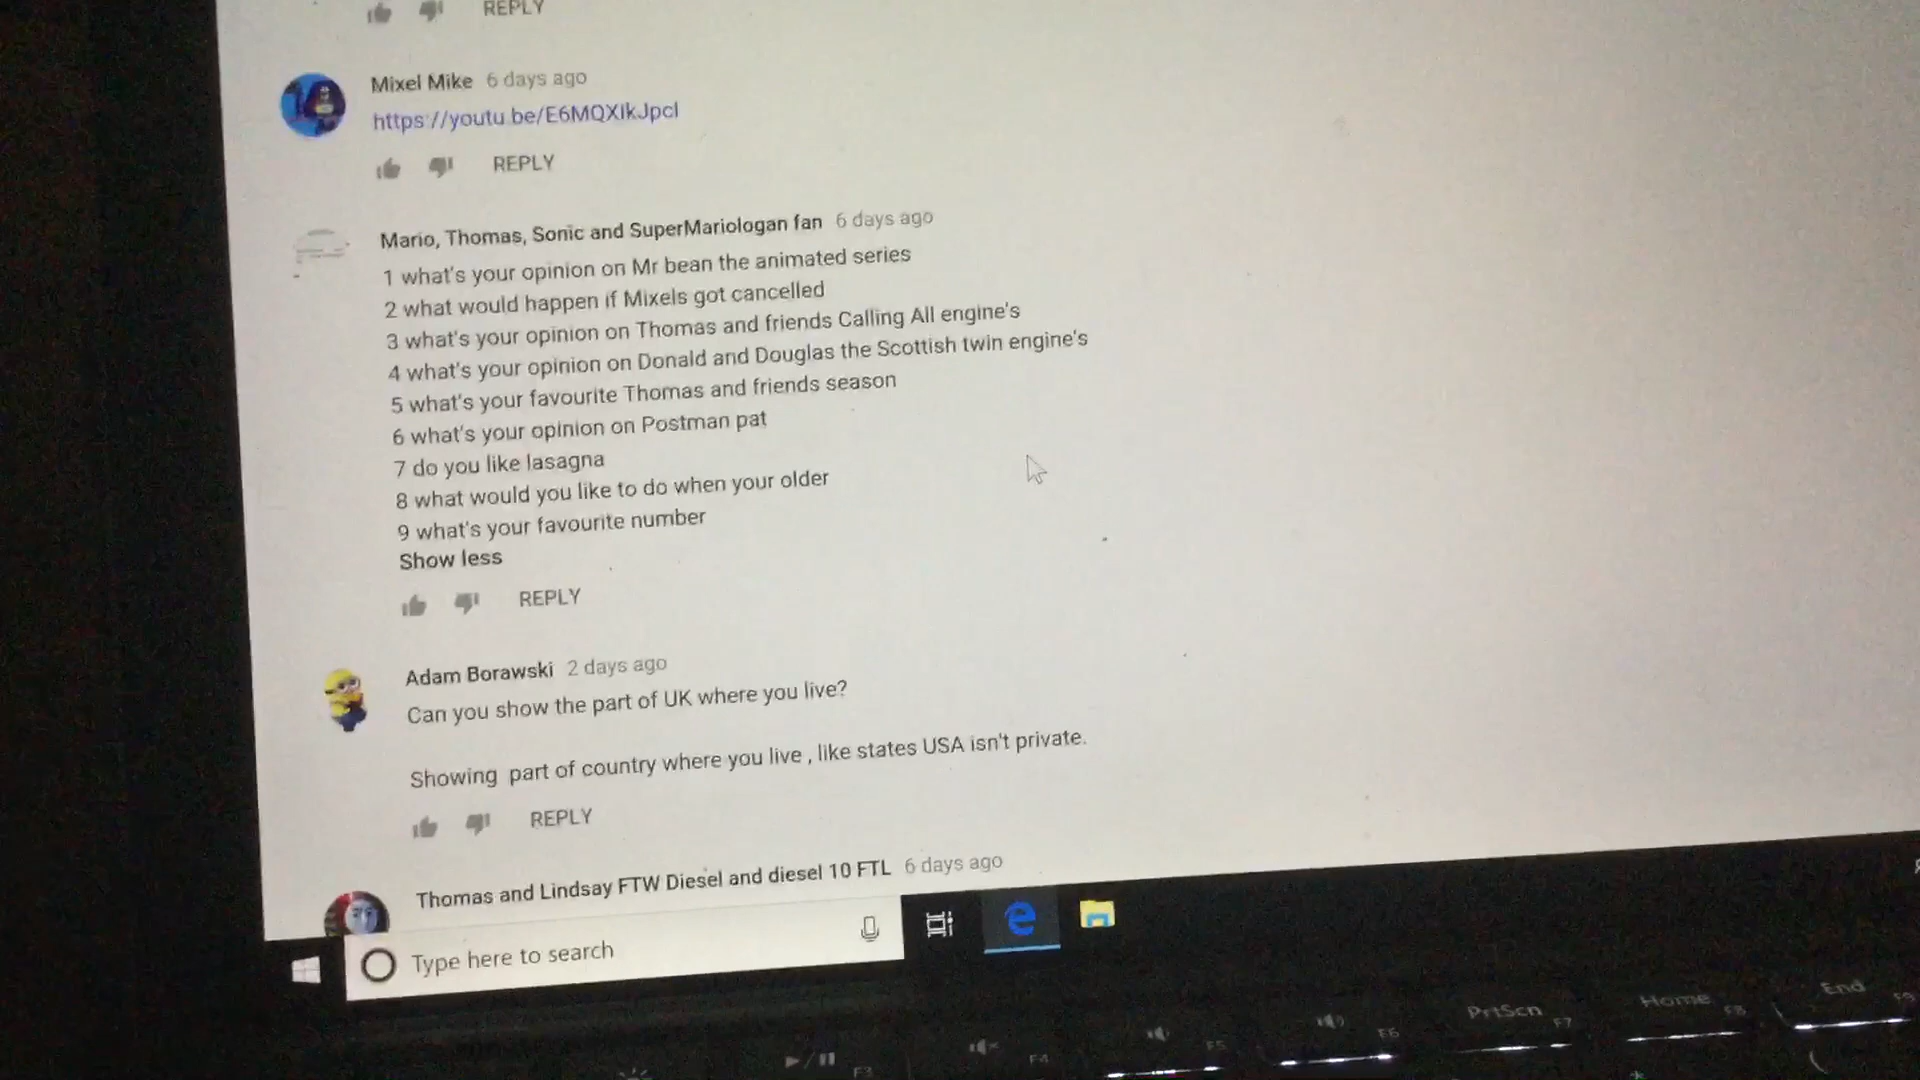 REPLY
Mixel Mike 6 days ago
https://youtu.be/E6MQXIkJpcI
REPLY
Mario, Thomas, Sonic and SuperMariologan fan 6 days ago
1 what's your opinion on Mr bean the animated series
2 what would happen if Mixels got cancelled
3 what's your opinion on Thomas and friends Calling All engine's
4 what's your opinion on Donald and Douglas the Scottish twin engine's
5 what's your favourite Thomas and friends season
6 what's your opinion on Postman pat
7 do you like lasagna
8 what would you like to do when your older
9 what's your favourite number
Show less
REPLY
Adam Borawski 2 days ago
Can you show the part of UK where you live?
Showing part of country where you live , like states USA isn't private.
REPLY
Thomas and Lindsay FTW Diesel and diesel 10 FTL 6 days ago
Type here to search
PrtScn
Home
End
F3
F4
F5
F6
F7
F8
F9